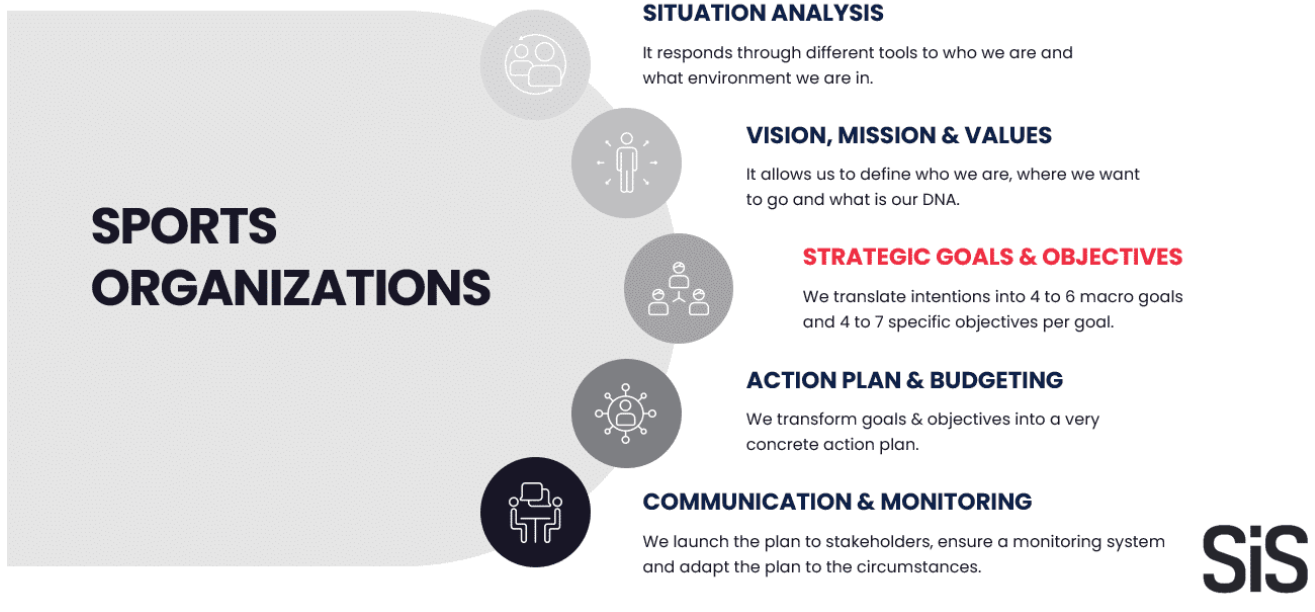 SPORTS
ORGANIZATIONS
SITUATION ANALYSIS
It responds through different tools to who we are and
what environment we are in.
VISION, MISSION & VALUES
It allows us to define who we are, where we want
to go and what is our DNA.
STRATEGIC GOALS & OBJECTIVES
We translate intentions into 4 to 6 macro goals
and 4 to 7 specific objectives per goal.
ACTION PLAN & BUDGETING
We transform goals & objectives into a very
concrete action plan.
COMMUNICATION & MONITORING
We launch the plan to stakeholders, ensure a monitoring system
and adapt the plan to the circumstances.
SiS